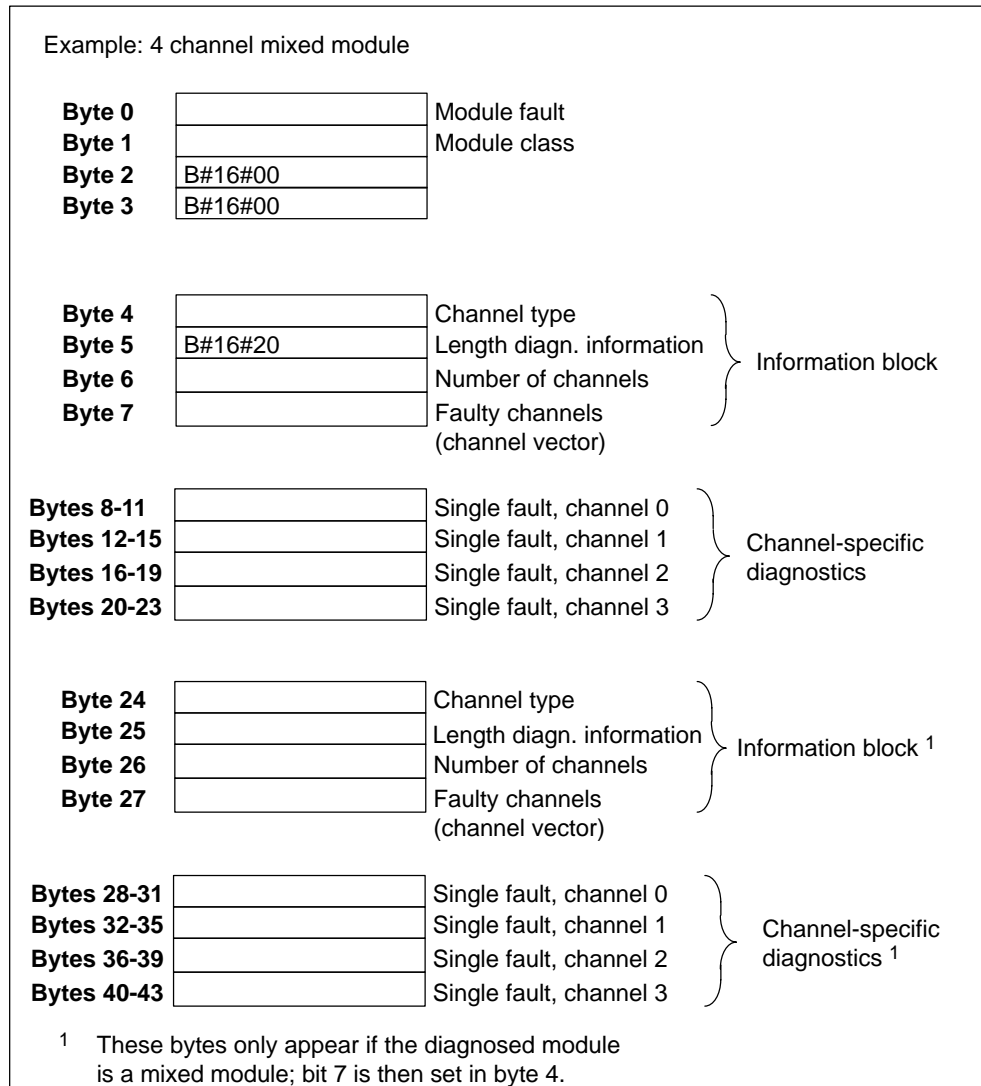 Example: 4 channel mixed module
Byte 0 Module fault
Byte 1 Module class
Byte 2 B#16#00
Byte 3 B#16#00
Byte 4 Channel type
Byte 5 B#16#20 Length diagn. information
Byte 6 Number of channels
Byte 7 Faulty channels
(channel vector)
Information block
Bytes 8-11 Single fault, channel 0
Bytes 12-15 Single fault, channel 1
Bytes 16-19 Single fault, channel 2
Bytes 20-23 Single fault, channel 3
Channel-specific
diagnostics
Byte 24 Channel type
Byte 25 Length diagn. information
Byte 26 Number of channels
Byte 27 Faulty channels
(channel vector)
Information block 1
Bytes 28-31 Single fault, channel 0
Bytes 32-35 Single fault, channel 1
Bytes 36-39 Single fault, channel 2
Bytes 40-43 Single fault, channel 3
Channel-specific
diagnostics 1
1 These bytes only appear if the diagnosed module
is a mixed module; bit 7 is then set in byte 4.